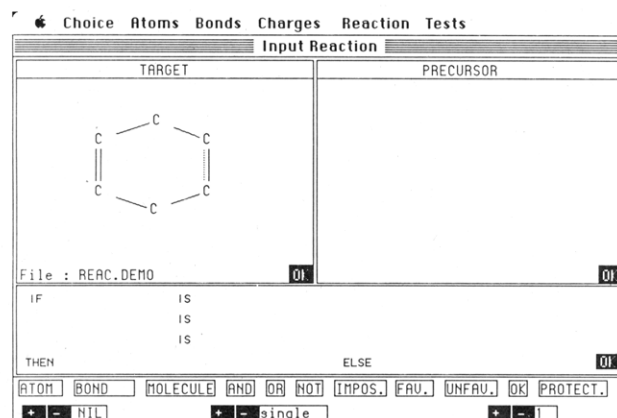 Choice Atoms Bonds Charges Reaction Tests
Input Reaction
TARGET
PRECURSOR
C
C C
C C
C
File : REAC.DEMO OK
OK
IF IS
IS
IS
THEN ELSE OK
ATOM BOND MOLECULE AND OR NOT IMPOS. FAV. UNFAV. OK PROTECT.
+ - NIL + - single + - 1